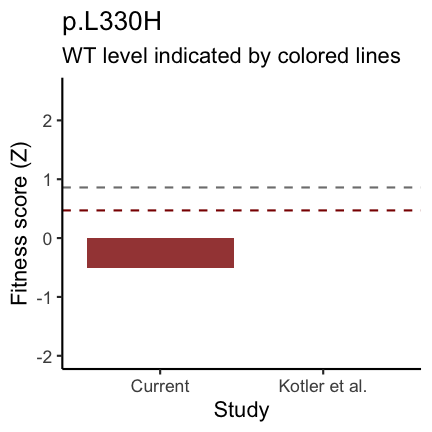 p.L330H
WT level indicated by colored lines
Fitness score (Z)
2
1
0
-1
-2
Current
Kotler et al.
Study